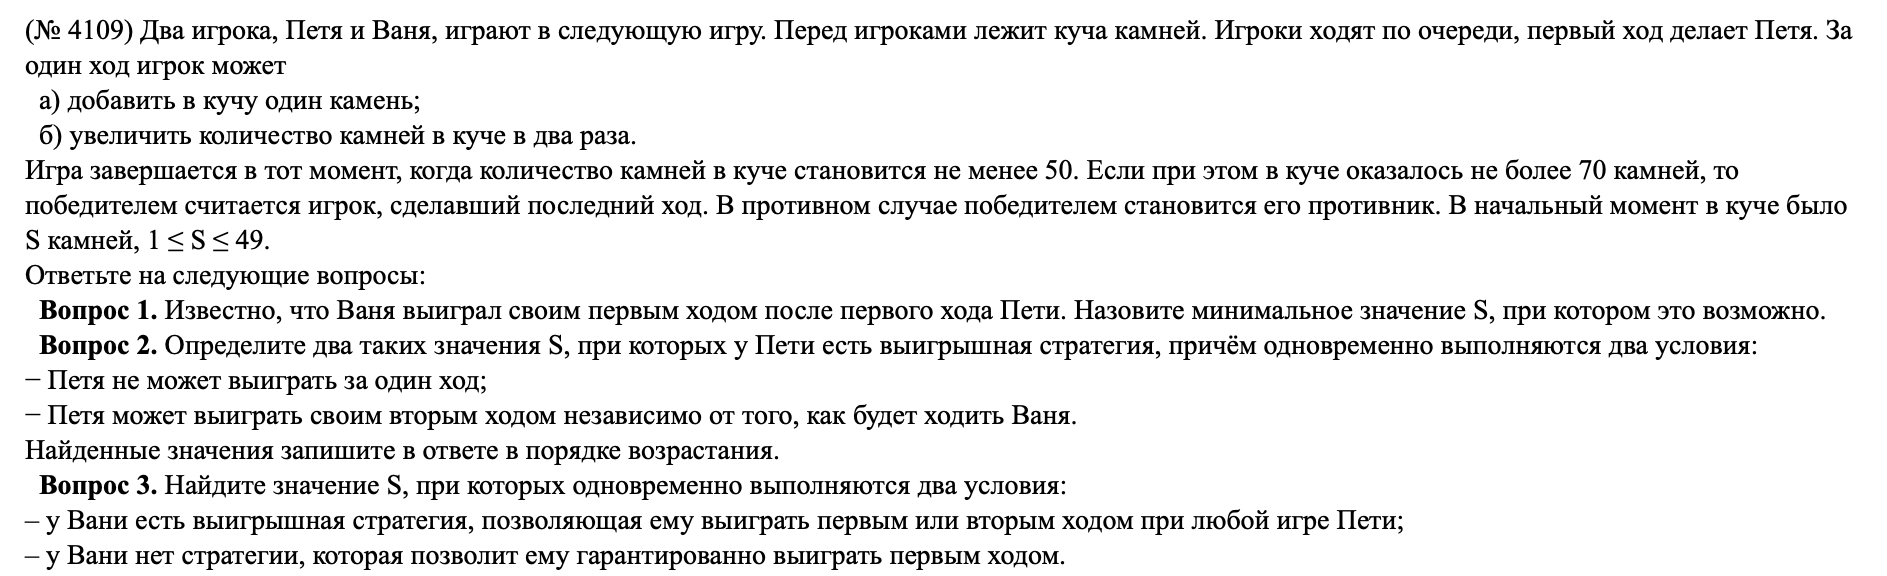 (№ 4109) Два игрока, Петя и Ваня, играют в следующую игру. Перед игроками лежит куча камней. Игроки ходят по очереди, первый ход делает Петя. За
один ход игрок может
а) добавить в кучу один камень;
б) увеличить количество камней в куче в два раза.
Игра завершается в тот момент, когда количество камней в куче становится не менее 50. Если при этом в куче оказалось не более 70 камней, то
победителем считается игрок, сделавший последний ход. В противном случае победителем становится его противник. В начальный момент в куче было
S камней, 1 ≤ S ≤ 49.
Ответьте на следующие вопросы:
Вопрос 1. Известно, что Ваня выиграл своим первым ходом после первого хода Пети. Назовите минимальное значение S, при котором это возможно.
Вопрос 2. Определите два таких значения S, при которых у Пети есть выигрышная стратегия, причём одновременно выполняются два условия:
− Петя не может выиграть за один ход;
− Петя может выиграть своим вторым ходом независимо от того, как будет ходить Ваня.
Найденные значения запишите в ответе в порядке возрастания.
Вопрос 3. Найдите значение S, при которых одновременно выполняются два условия:
– у Вани есть выигрышная стратегия, позволяющая ему выиграть первым или вторым ходом при любой игре Пети;
– у Вани нет стратегии, которая позволит ему гарантированно выиграть первым ходом.